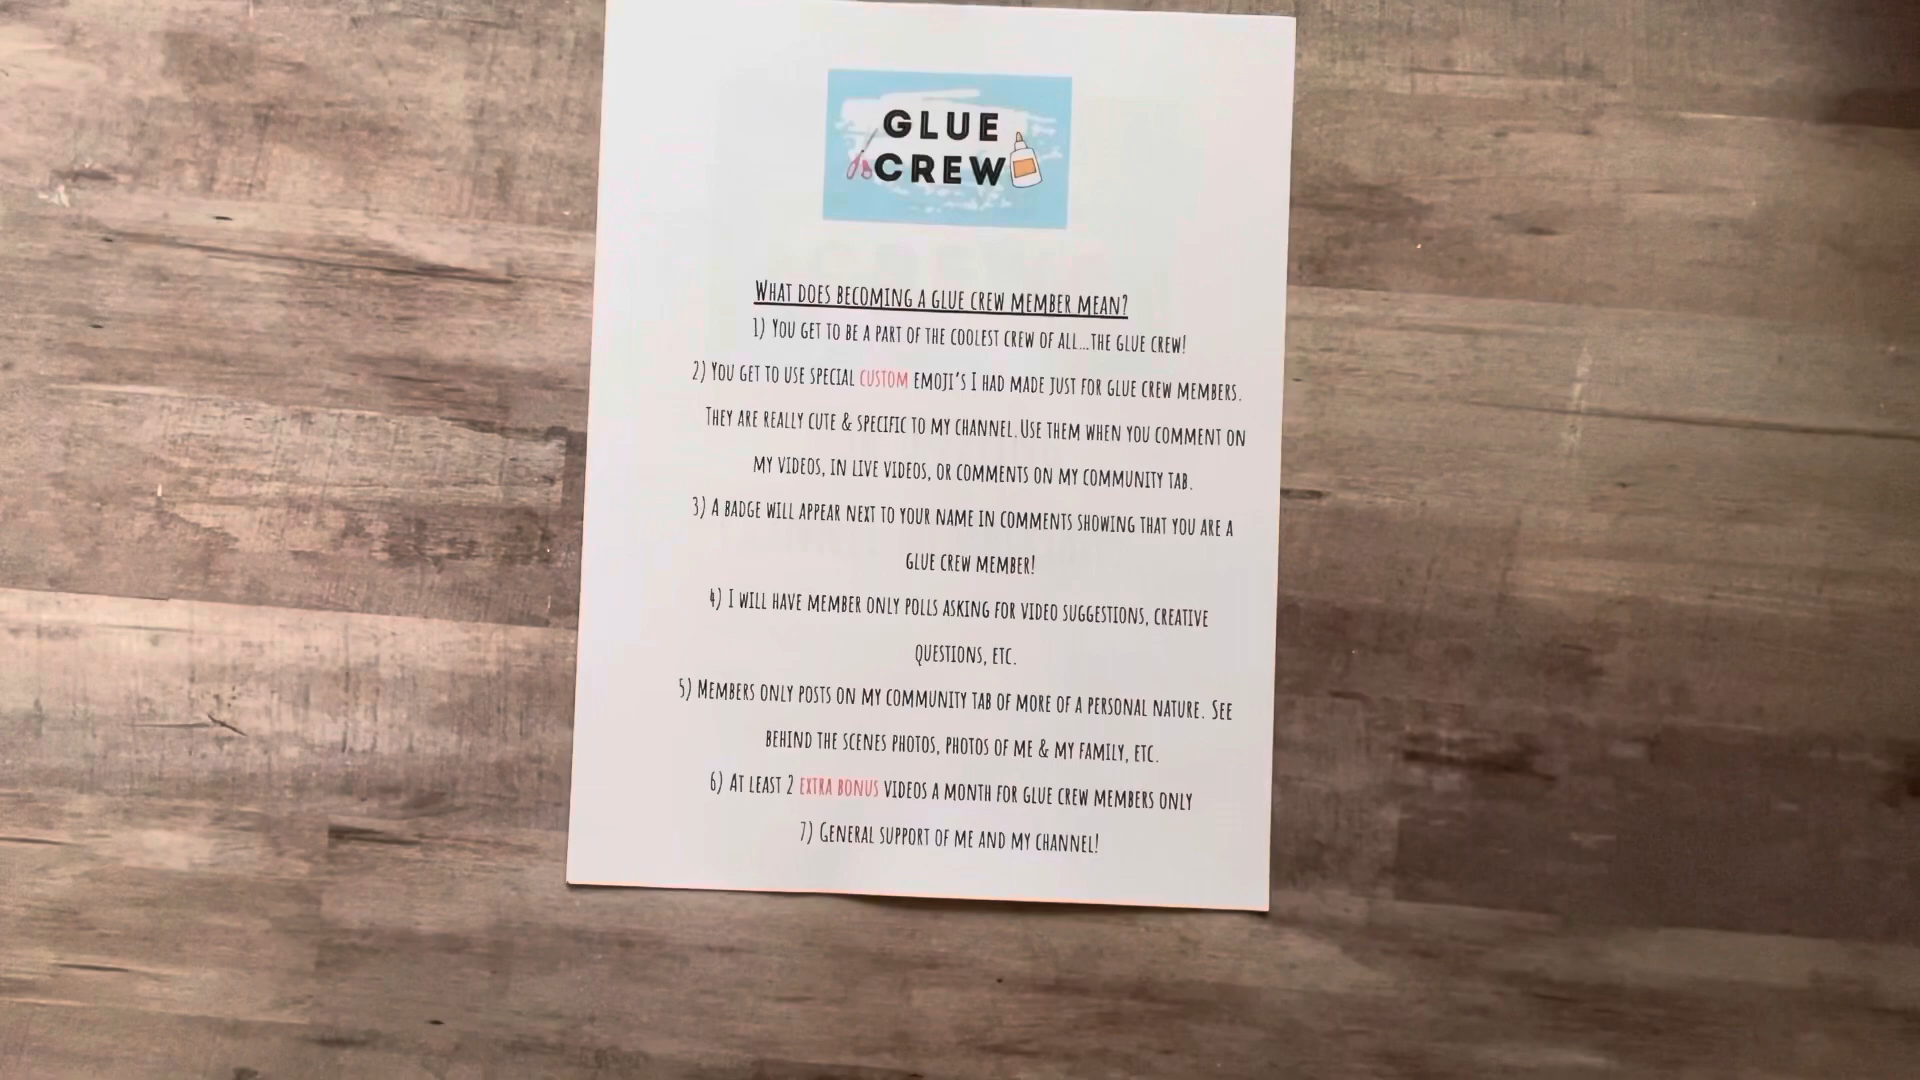 GLUE
CREW
WHAT DOES BECOMING A GLUE CREW MEMBER MEAN?
1) YOU GET TO BE A PART OF THE COOLEST CREW OF ALL...THE GLUE CREW!
2) YOU GET TO USE SPECIAL CUSTOM EMOJI'S I HAD MADE JUST FOR GLUE CREW MEMBERS.
THEY ARE REALLY CUTE & SPECIFIC TO MY CHANNEL. USE THEM WHEN YOU COMMENT ON
MY VIDEOS, IN LIVE VIDEOS, OR COMMENTS ON MY COMMUNITY TAB.
3) A BADGE WILL APPEAR NEXT TO YOUR NAME IN COMMENTS SHOWING THAT YOU ARE A
GLUE CREW MEMBER!
4) I WILL HAVE MEMBER ONLY POLLS ASKING FOR VIDEO SUGGESTIONS, CREATIVE
QUESTIONS, ETC.
5) MEMBERS ONLY POSTS ON MY COMMUNITY TAB OF MORE OF A PERSONAL NATURE. SEE
BEHIND THE SCENES PHOTOS, PHOTOS OF ME & MY FAMILY, ETC.
6) AT LEAST 2 EXTRA BONUS VIDEOS A MONTH FOR GLUE CREW MEMBERS ONLY
7) GENERAL SUPPORT OF ME AND MY CHANNEL!